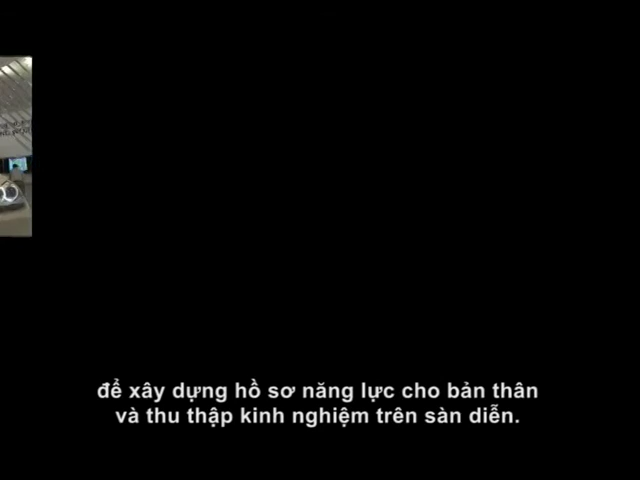 để xây dựng hồ sơ năng lực cho bản thân
và thu thập kinh nghiệm trên sàn diễn.